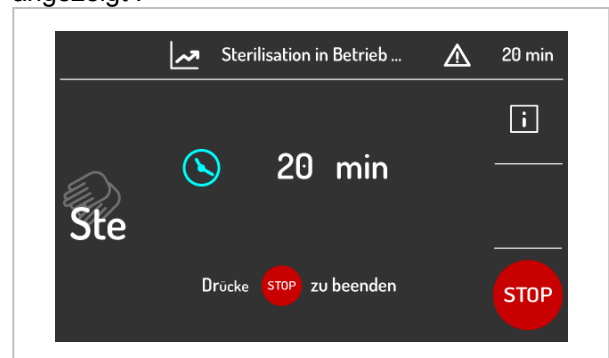 angezeigt :
Sterilisation in Betrieb ... 20 min
i
20 min
Ste
Drücke STOP zu beenden
STOP